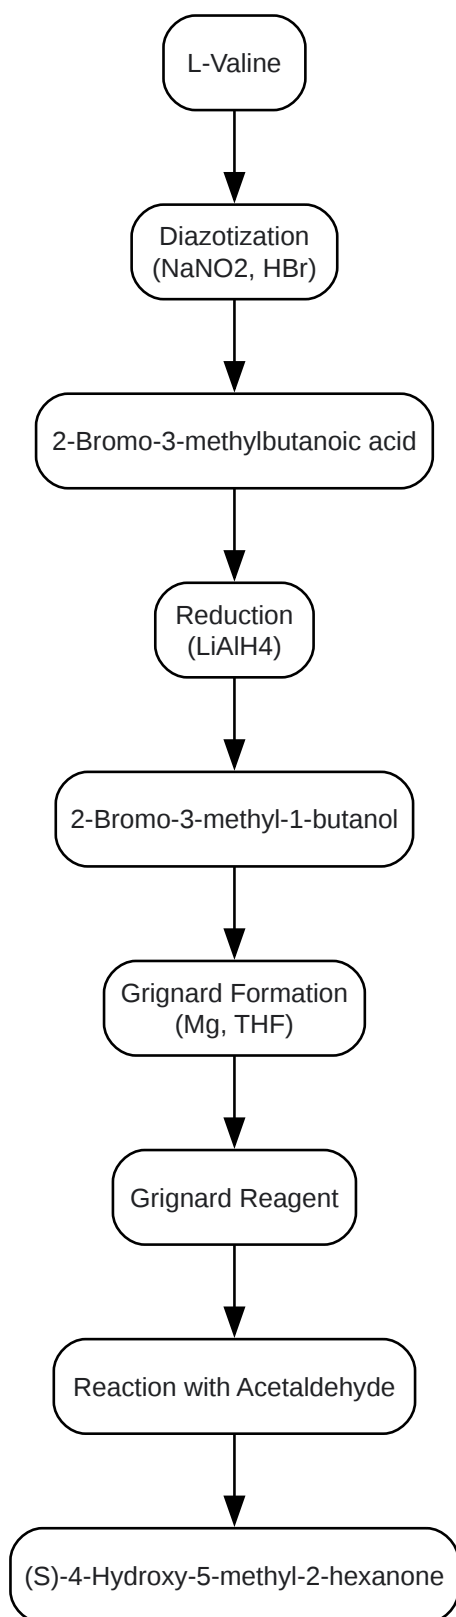 L-Valine
Diazotization
(NaNO2, HBr)
2-Bromo-3-methylbutanoic acid
Reduction
(LiAlH4)
2-Bromo-3-methyl-1-butanol
Grignard Formation
(Mg, THF)
Grignard Reagent
Reaction with Acetaldehyde
(S)-4-Hydroxy-5-methyl-2-hexanone